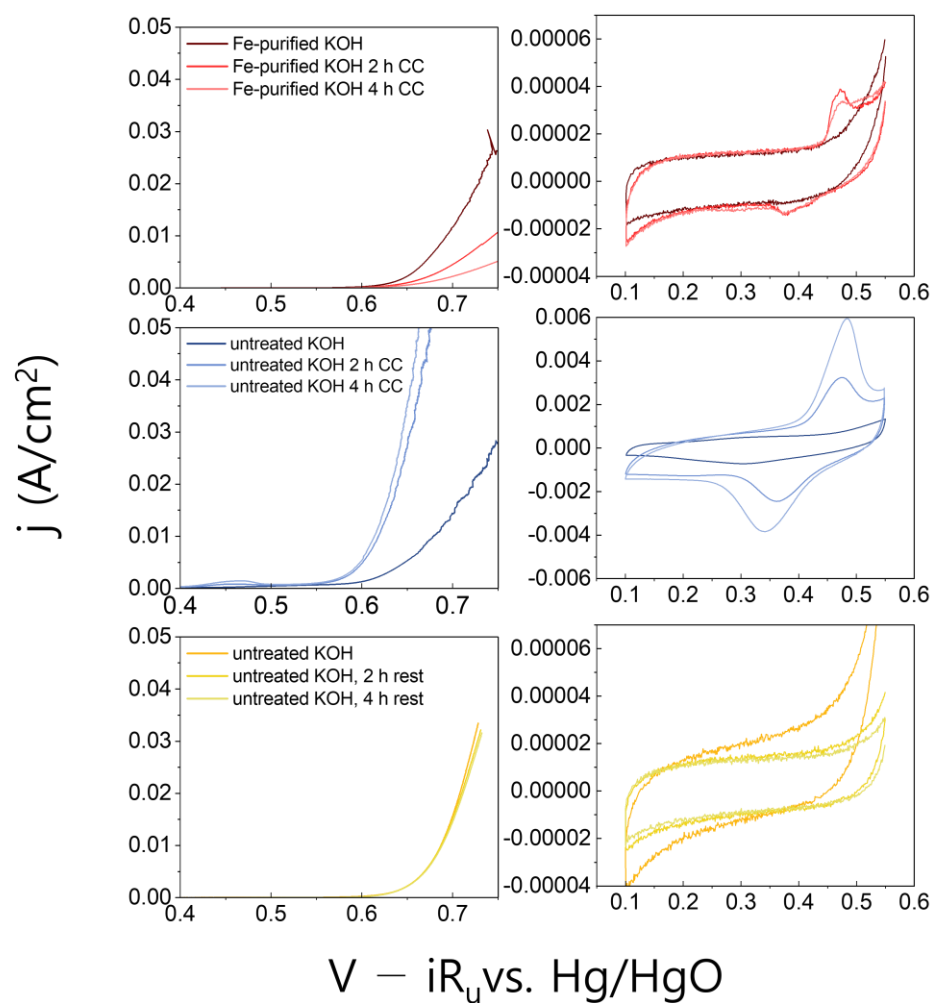 j (A/cm²)
0.05
0.04
0.03
0.02
0.01
0.00
0.4 0.5 0.6 0.7
Fe-purified KOH
Fe-purified KOH 2 h CC
Fe-purified KOH 4 h CC
0.00006
0.00004
0.00002
0.00000
-0.00002
-0.00004
0.1 0.2 0.3 0.4 0.5 0.6
0.05
0.04
0.03
0.02
0.01
0.00
0.4 0.5 0.6 0.7
untreated KOH
untreated KOH 2 h CC
untreated KOH 4 h CC
0.006
0.004
0.002
0.000
-0.002
-0.004
-0.006
0.1 0.2 0.3 0.4 0.5 0.6
0.05
0.04
0.03
0.02
0.01
0.00
0.4 0.5 0.6 0.7
untreated KOH
untreated KOH, 2 h rest
untreated KOH, 4 h rest
0.00006
0.00004
0.00002
0.00000
-0.00002
-0.00004
0.1 0.2 0.3 0.4 0.5 0.6
V — iRᵤvs. Hg/HgO